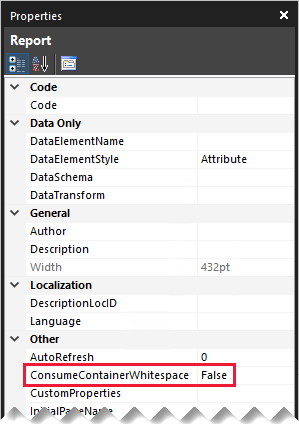 Properties
Report
Code
Code
Data Only
DataElementName
DataElementStyle Attribute
DataSchema
DataTransform
General
Author
Description
Width 432pt
Localization
DescriptionLocID
Language
Other
AutoRefresh 0
ConsumeContainerWhitespace False
CustomProperties
InitialPageName